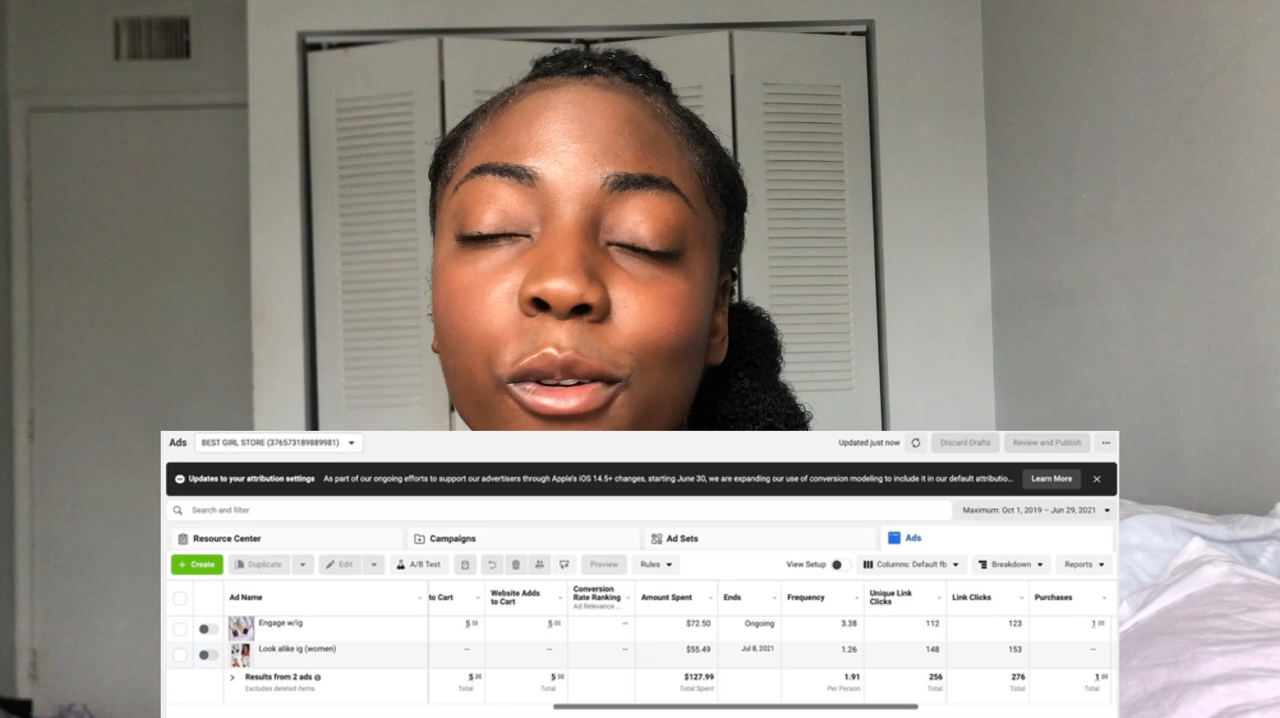 Ads BEST GIRL STORE (376573189889981) Updated just now Discard Drafts Review and Publish
Updates to your attribution settings As part of our ongoing efforts to support our advertisers through Apple's iOS 14.5+ changes, starting June 30, we are expanding our use of conversion modeling to include it in our default attributio... Learn More
Search and filter Maximum: Oct 1, 2019 – Jun 29, 2021
Resource Center Campaigns Ad Sets Ads
+ Create Duplicate Edit A/B Test Preview Rules View Setup Columns: Default fb Breakdown Reports
Ad Name to Cart Website Adds to Cart Conversion Rate Ranking Ad Relevance ... Amount Spent Ends Frequency Unique Link Clicks Link Clicks Purchases
Engage w/ig 5 5 — $72.50 Ongoing 3.38 112 123 1
Look alike ig (women) — — — $55.49 Jul 8, 2021 1.26 148 153 —
Results from 2 ads 5 5 $127.99 1.91 256 276 1
Excludes deleted items Total Total Total Spent Per Person Total Total Total